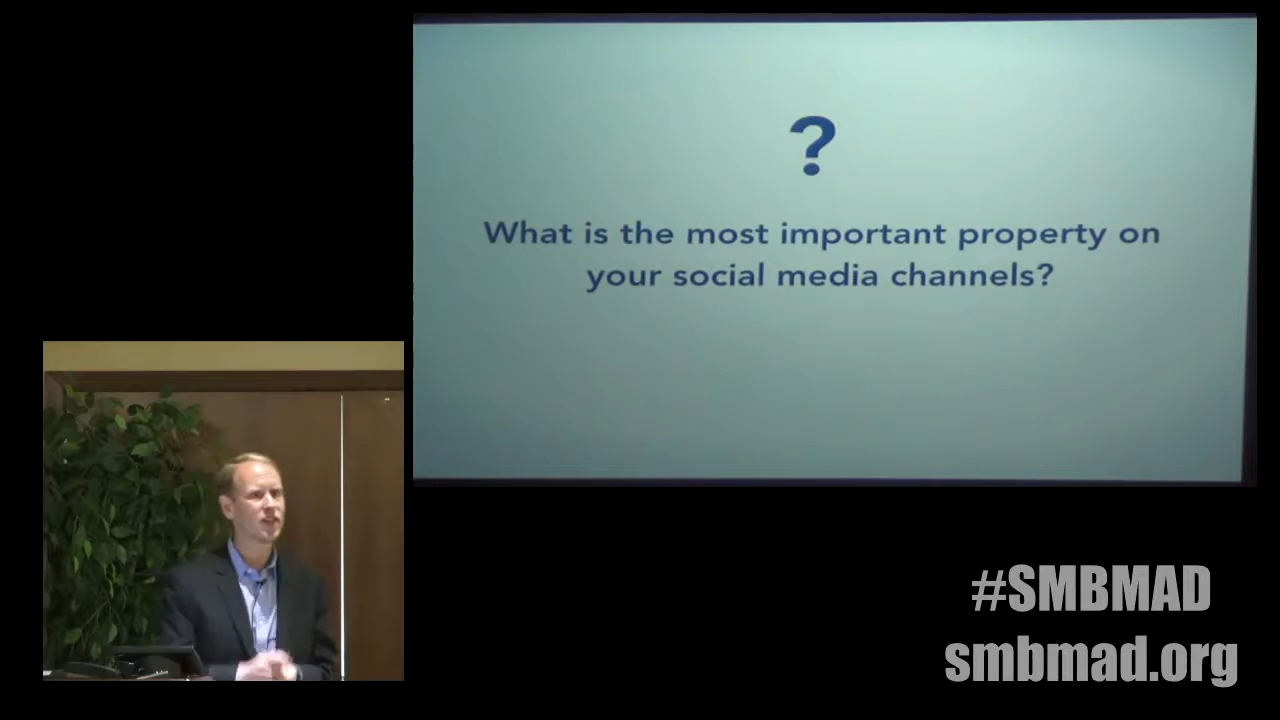 ?
What is the most important property on
your social media channels?
#SMBMAD
smbmad.org